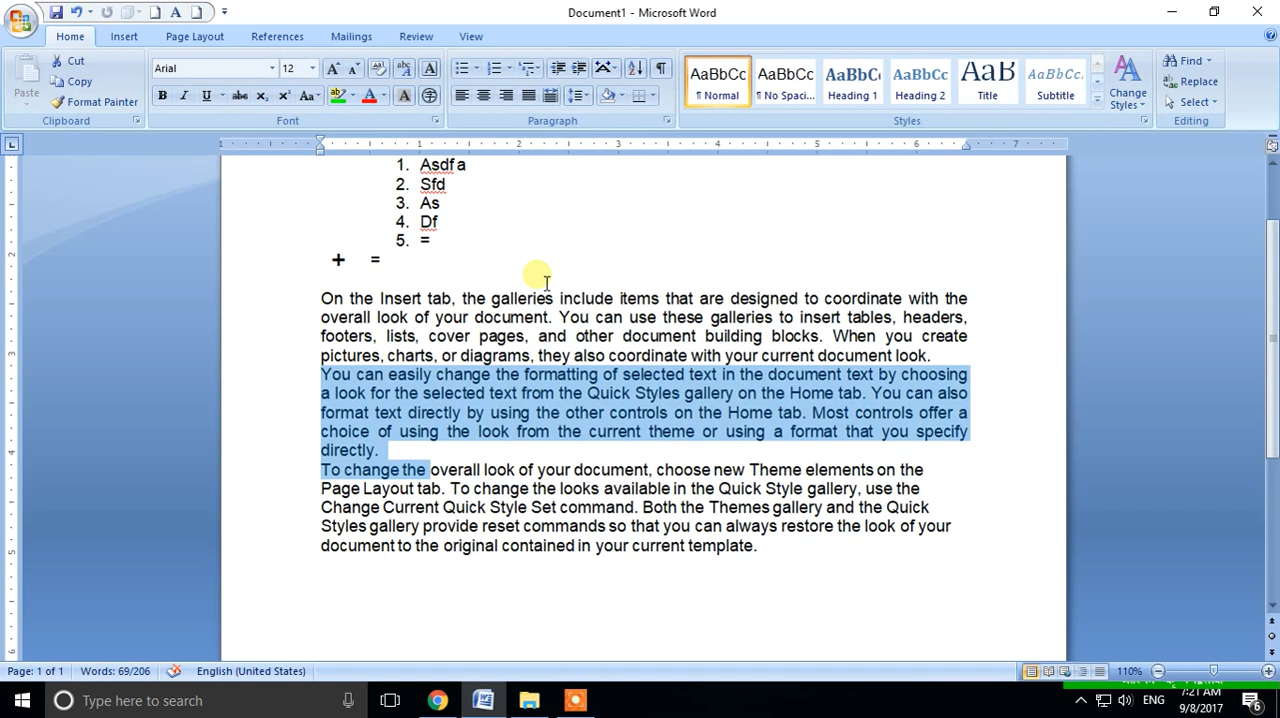 Document1 - Microsoft Word
Home Insert Page Layout References Mailings Review View
Paste
Cut
Copy
Format Painter
Clipboard
Arial 12
Font
Paragraph
AaBbCc AaBbCc AaBbC AaBbCc AaB AaBbCc
¶ Normal ¶ No Spaci... Heading 1 Heading 2 Title Subtitle
Change Styles
Styles
Find
Replace
Select
Editing
1 1 2 3 4 5 6 7
1. Asdf a
2. Sfd
3. As
4. Df
5. =
+ =
On the Insert tab, the galleries include items that are designed to coordinate with the
overall look of your document. You can use these galleries to insert tables, headers,
footers, lists, cover pages, and other document building blocks. When you create
pictures, charts, or diagrams, they also coordinate with your current document look.
You can easily change the formatting of selected text in the document text by choosing
a look for the selected text from the Quick Styles gallery on the Home tab. You can also
format text directly by using the other controls on the Home tab. Most controls offer a
choice of using the look from the current theme or using a format that you specify
directly.
To change the overall look of your document, choose new Theme elements on the
Page Layout tab. To change the looks available in the Quick Style gallery, use the
Change Current Quick Style Set command. Both the Themes gallery and the Quick
Styles gallery provide reset commands so that you can always restore the look of your
document to the original contained in your current template.
Page: 1 of 1 Words: 69/206 English (United States) 110%
Type here to search
ENG
7:21 AM
9/8/2017
6